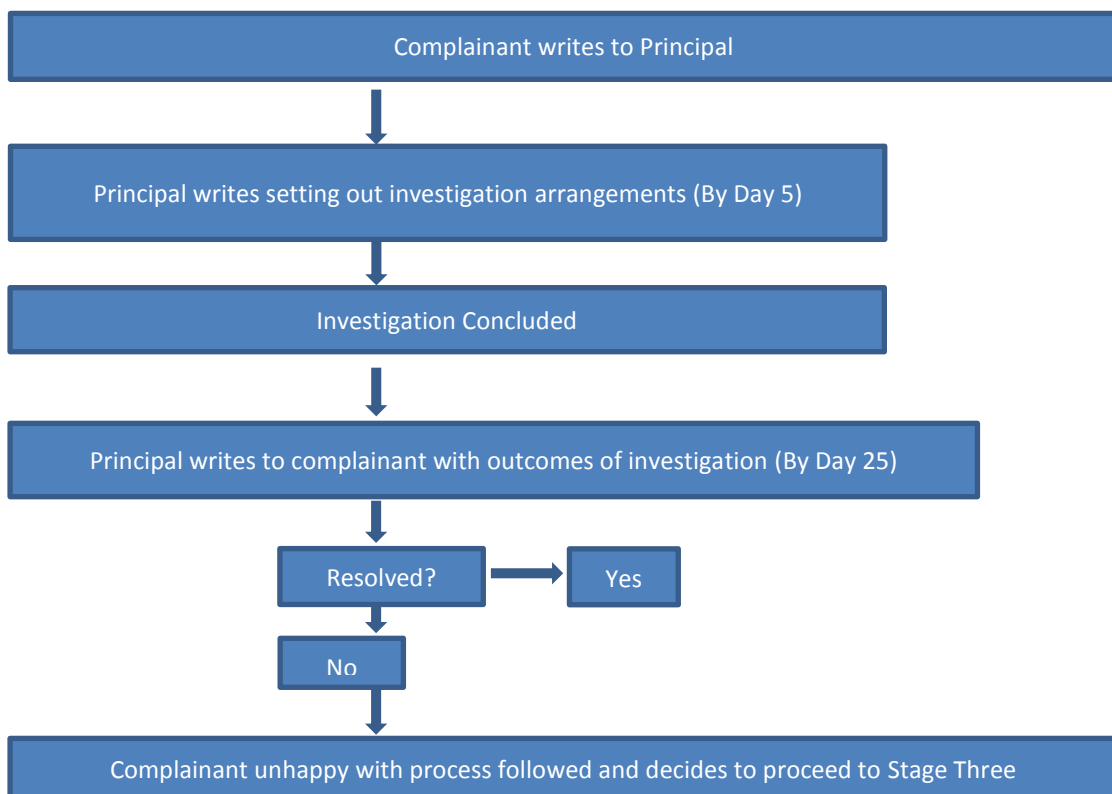 Complainant writes to Principal
Principal writes setting out investigation arrangements (By Day 5)
Investigation Concluded
Principal writes to complainant with outcomes of investigation (By Day 25)
Resolved?
Yes
No
Complainant unhappy with process followed and decides to proceed to Stage Three